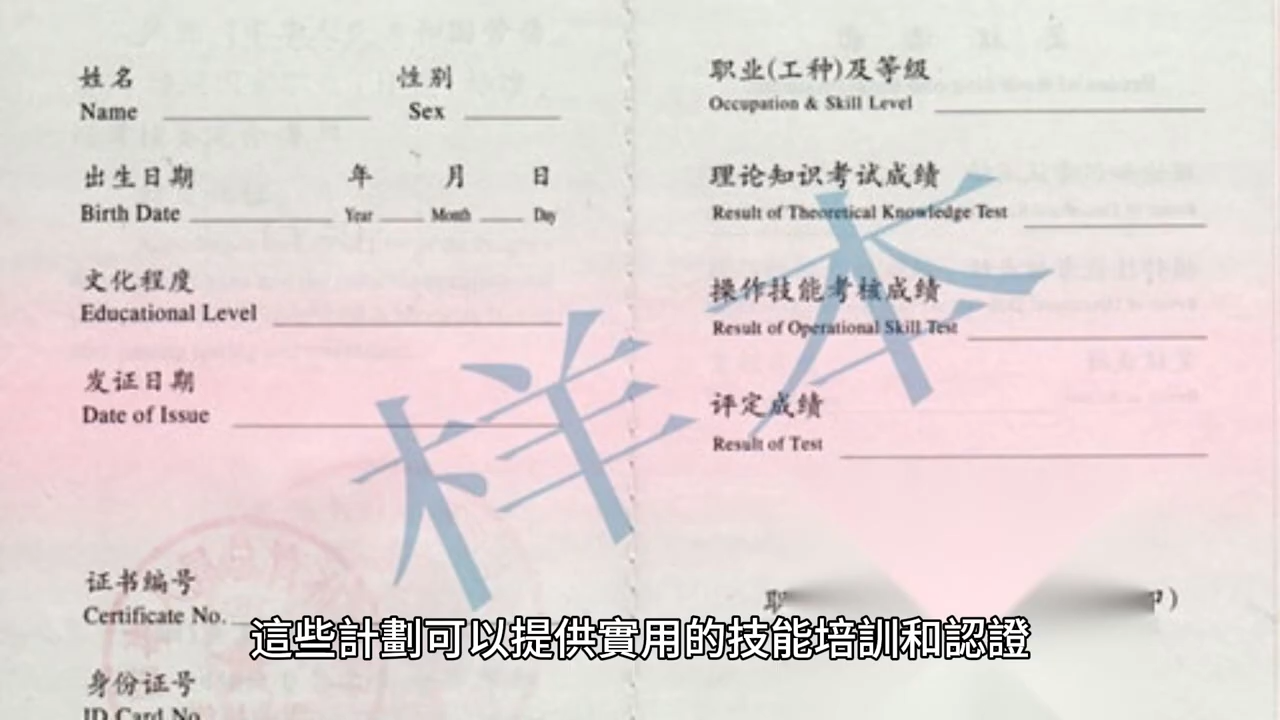 姓名 性别
Name Sex
出生日期 年 月 日
Birth Date Year Month Day
文化程度
Educational Level
发证日期
Date of Issue
证书编号
Certificate No.
身份证号
ID Card No.
职业(工种)及等级
Occupation & Skill Level
理论知识考试成绩
Result of Theoretical Knowledge Test
操作技能考核成绩
Result of Operational Skill Test
评定成绩
Result of Test
样本
這些計劃可以提供實用的技能培訓和認證